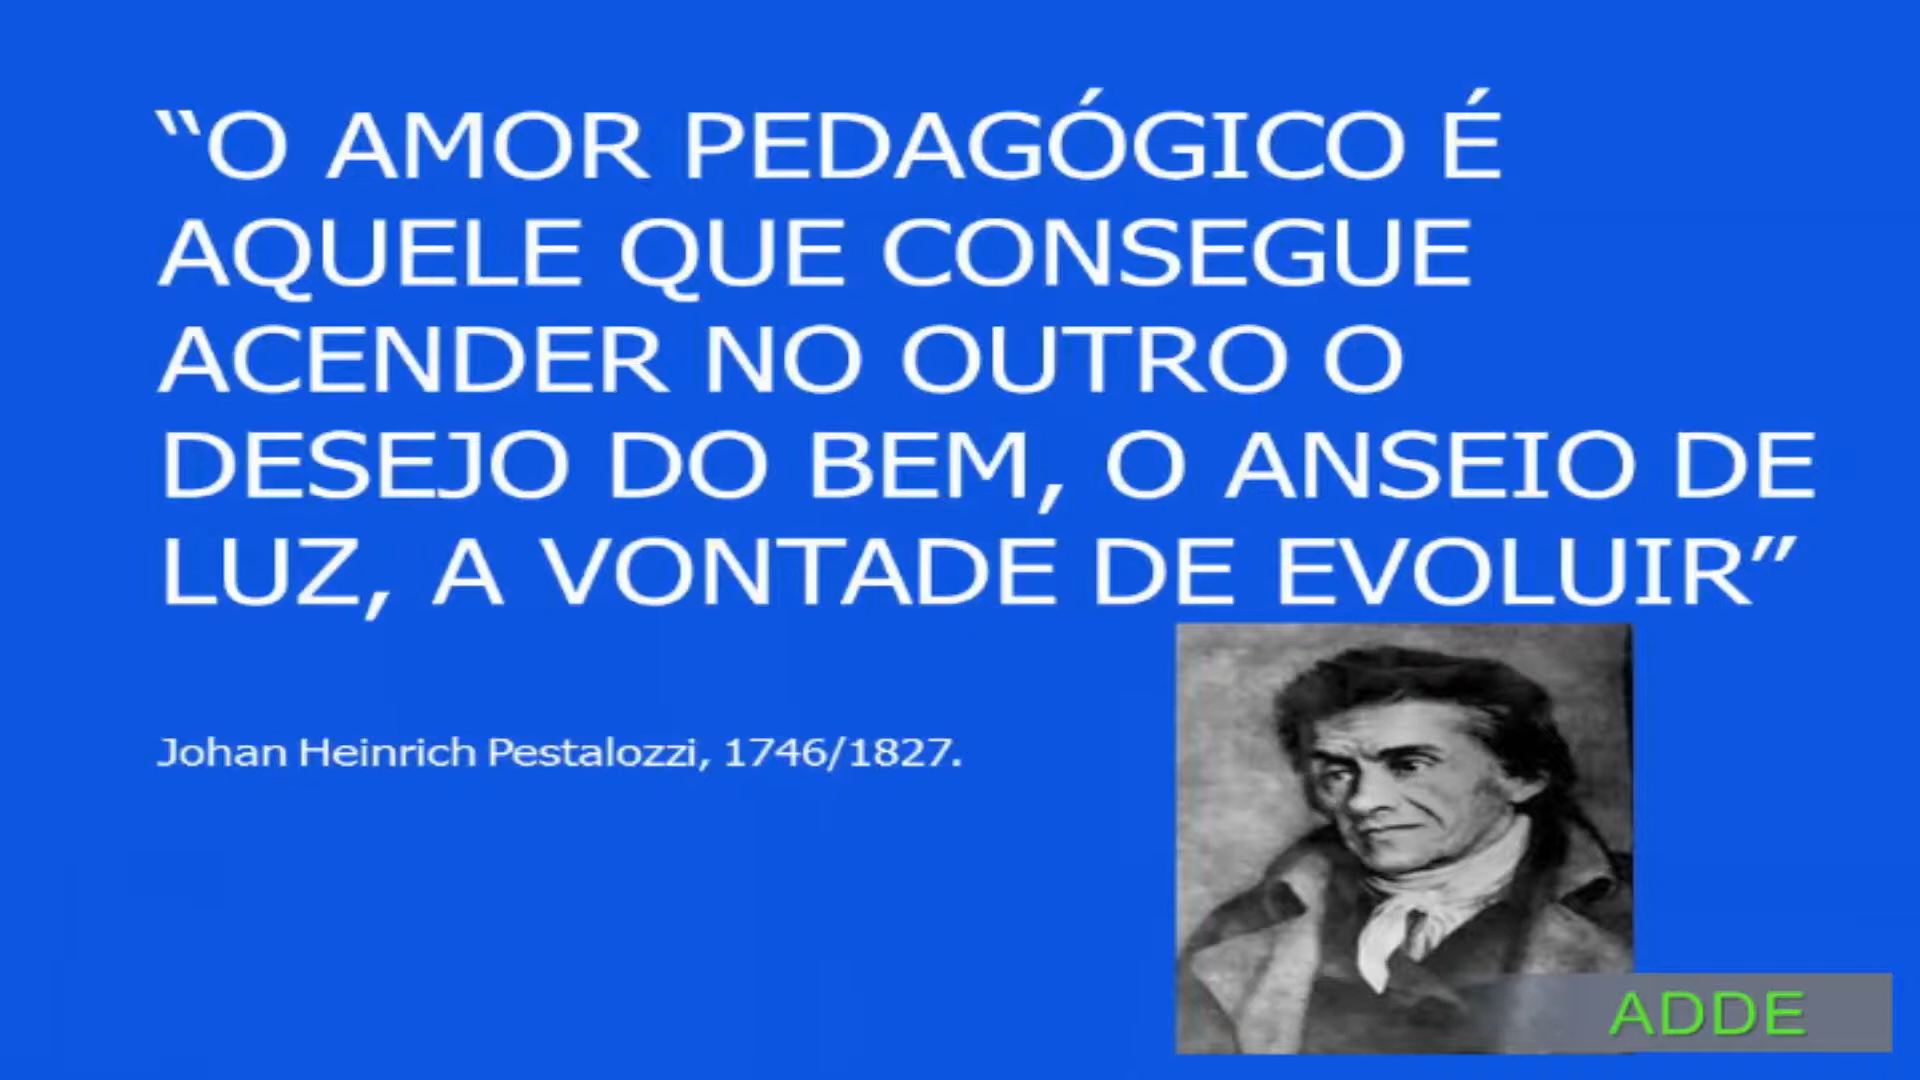 “O AMOR PEDAGÓGICO É
AQUELE QUE CONSEGUE
ACENDER NO OUTRO O
DESEJO DO BEM, O ANSEIO DE
LUZ, A VONTADE DE EVOLUIR”
Johan Heinrich Pestalozzi, 1746/1827.
ADDE